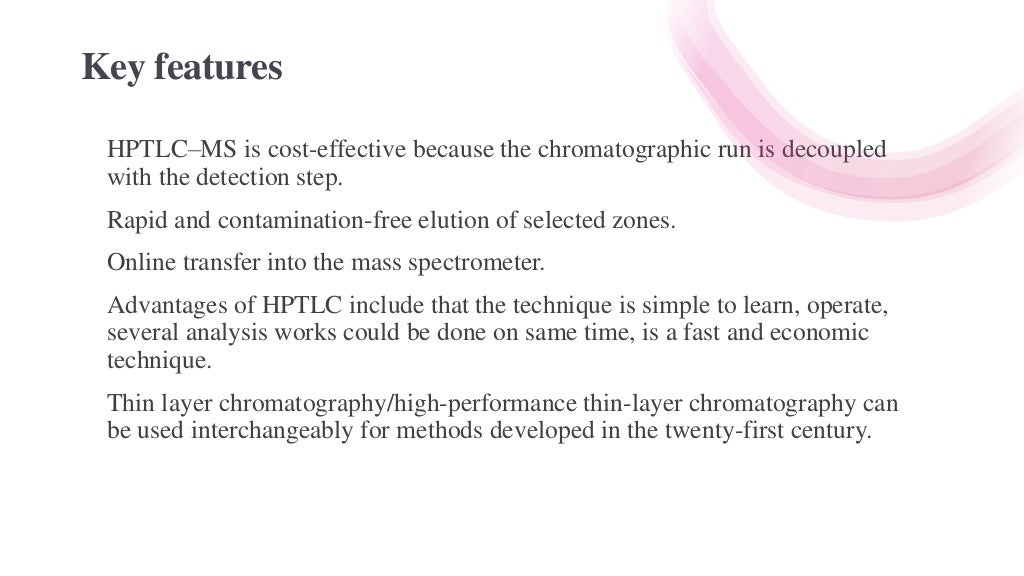 Key features
HPTLC–MS is cost-effective because the chromatographic run is decoupled
with the detection step.
Rapid and contamination-free elution of selected zones.
Online transfer into the mass spectrometer.
Advantages of HPTLC include that the technique is simple to learn, operate,
several analysis works could be done on same time, is a fast and economic
technique.
Thin layer chromatography/high-performance thin-layer chromatography can
be used interchangeably for methods developed in the twenty-first century.